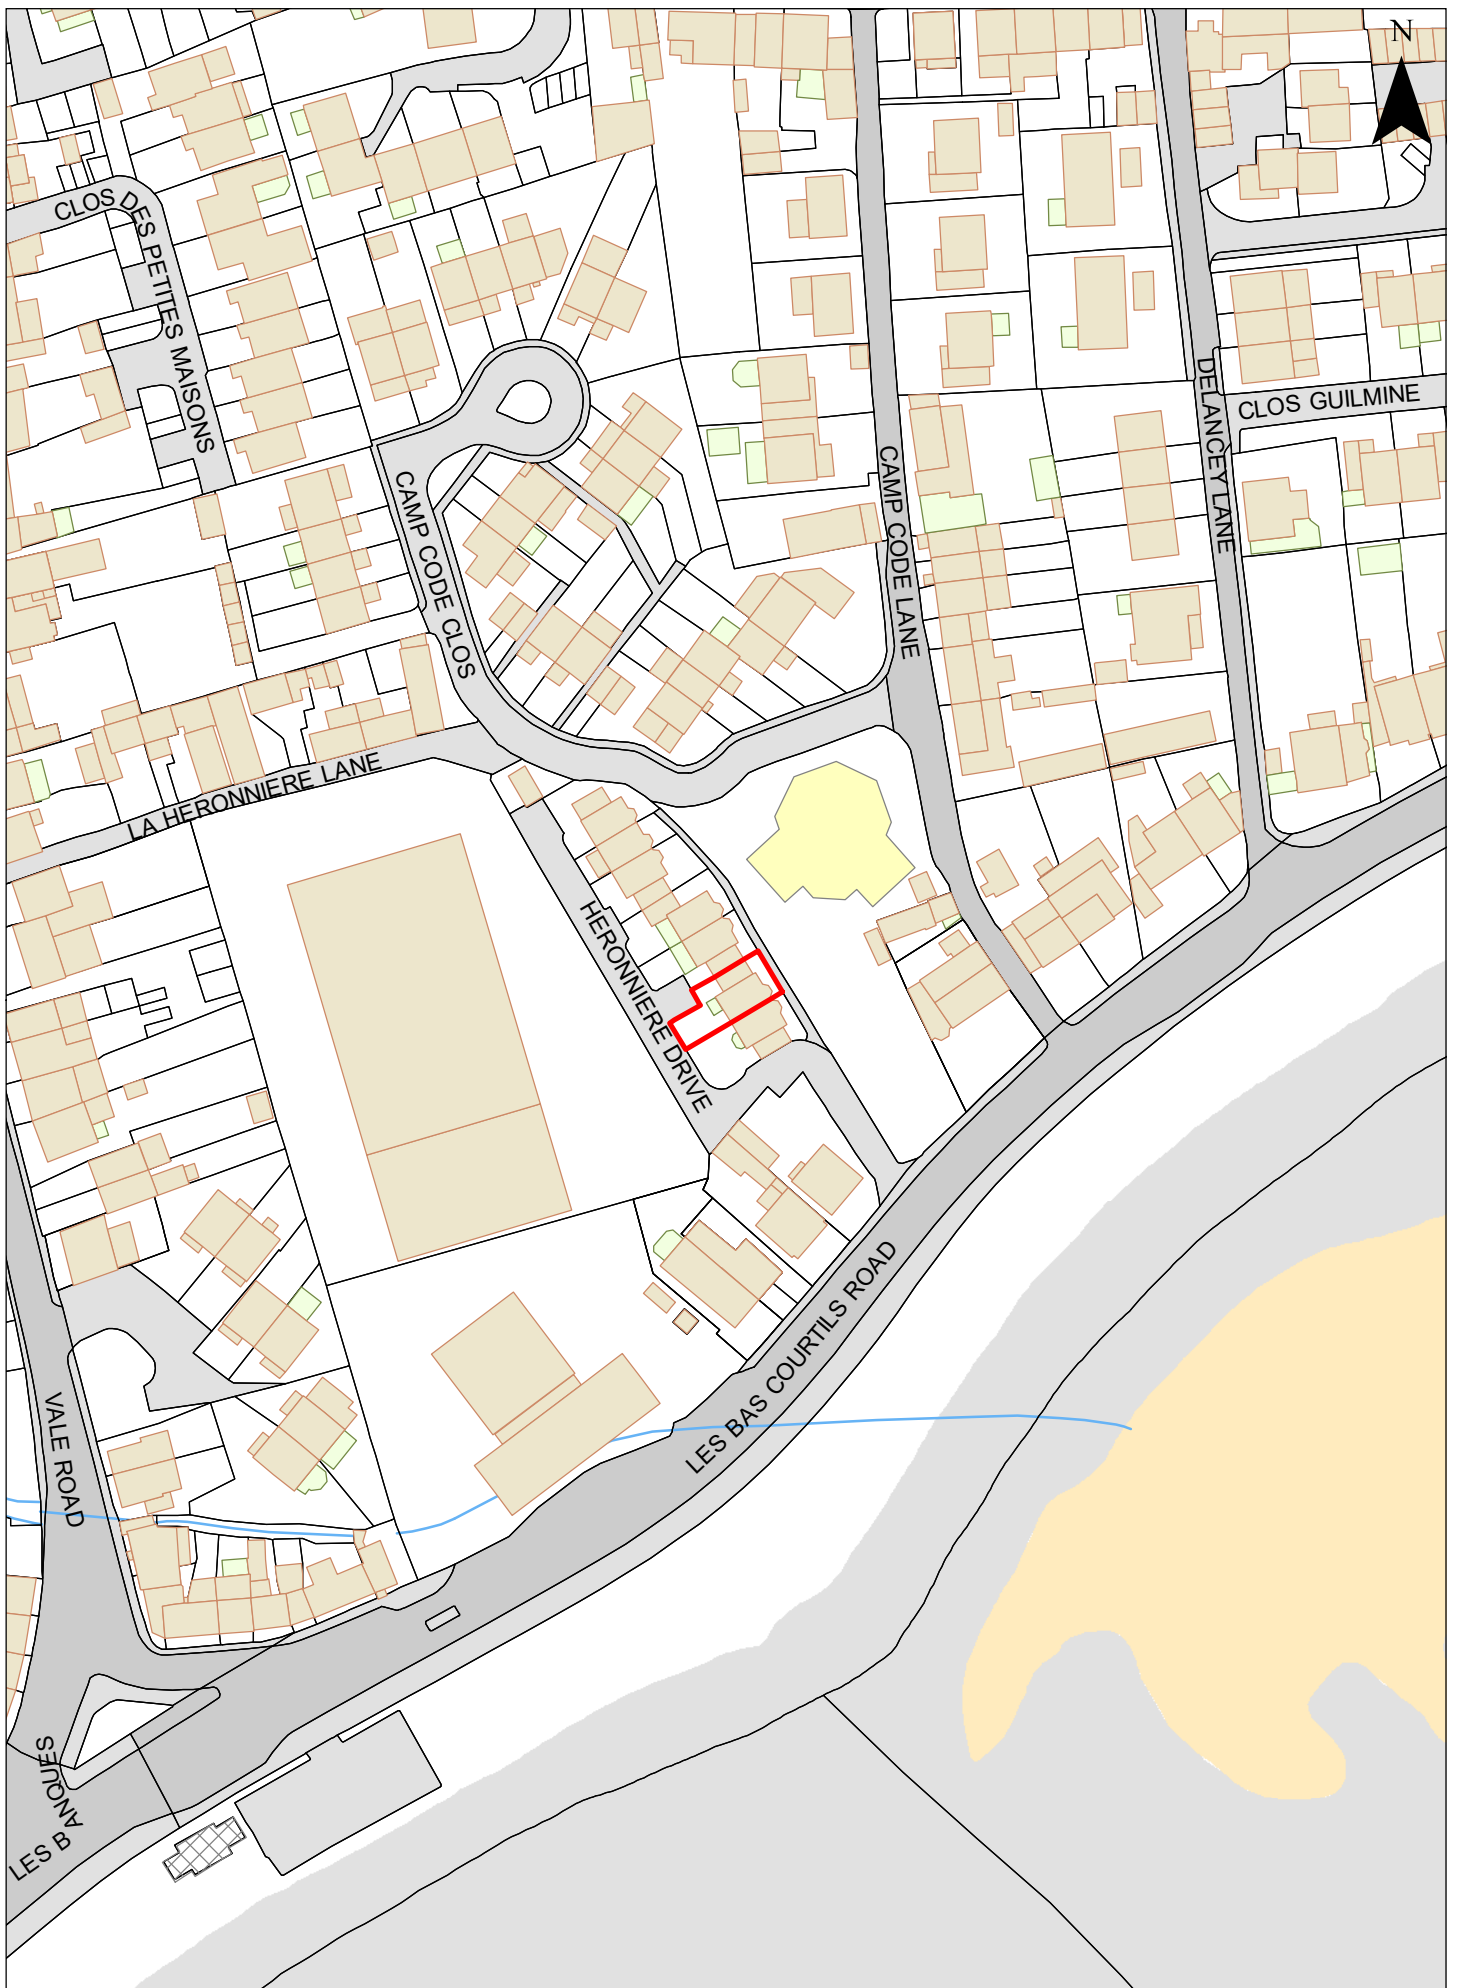 N
CLOS DES PETITES MAISONS
DELANCEY LANE
CLOS GUILMINE
CAMP CODE LANE
CAMP CODE CLOS
LA HERONNIERE LANE
HERONNIERE DRIVE
LES BAS COURTILS ROAD
VALE ROAD
LES B
ANQUES